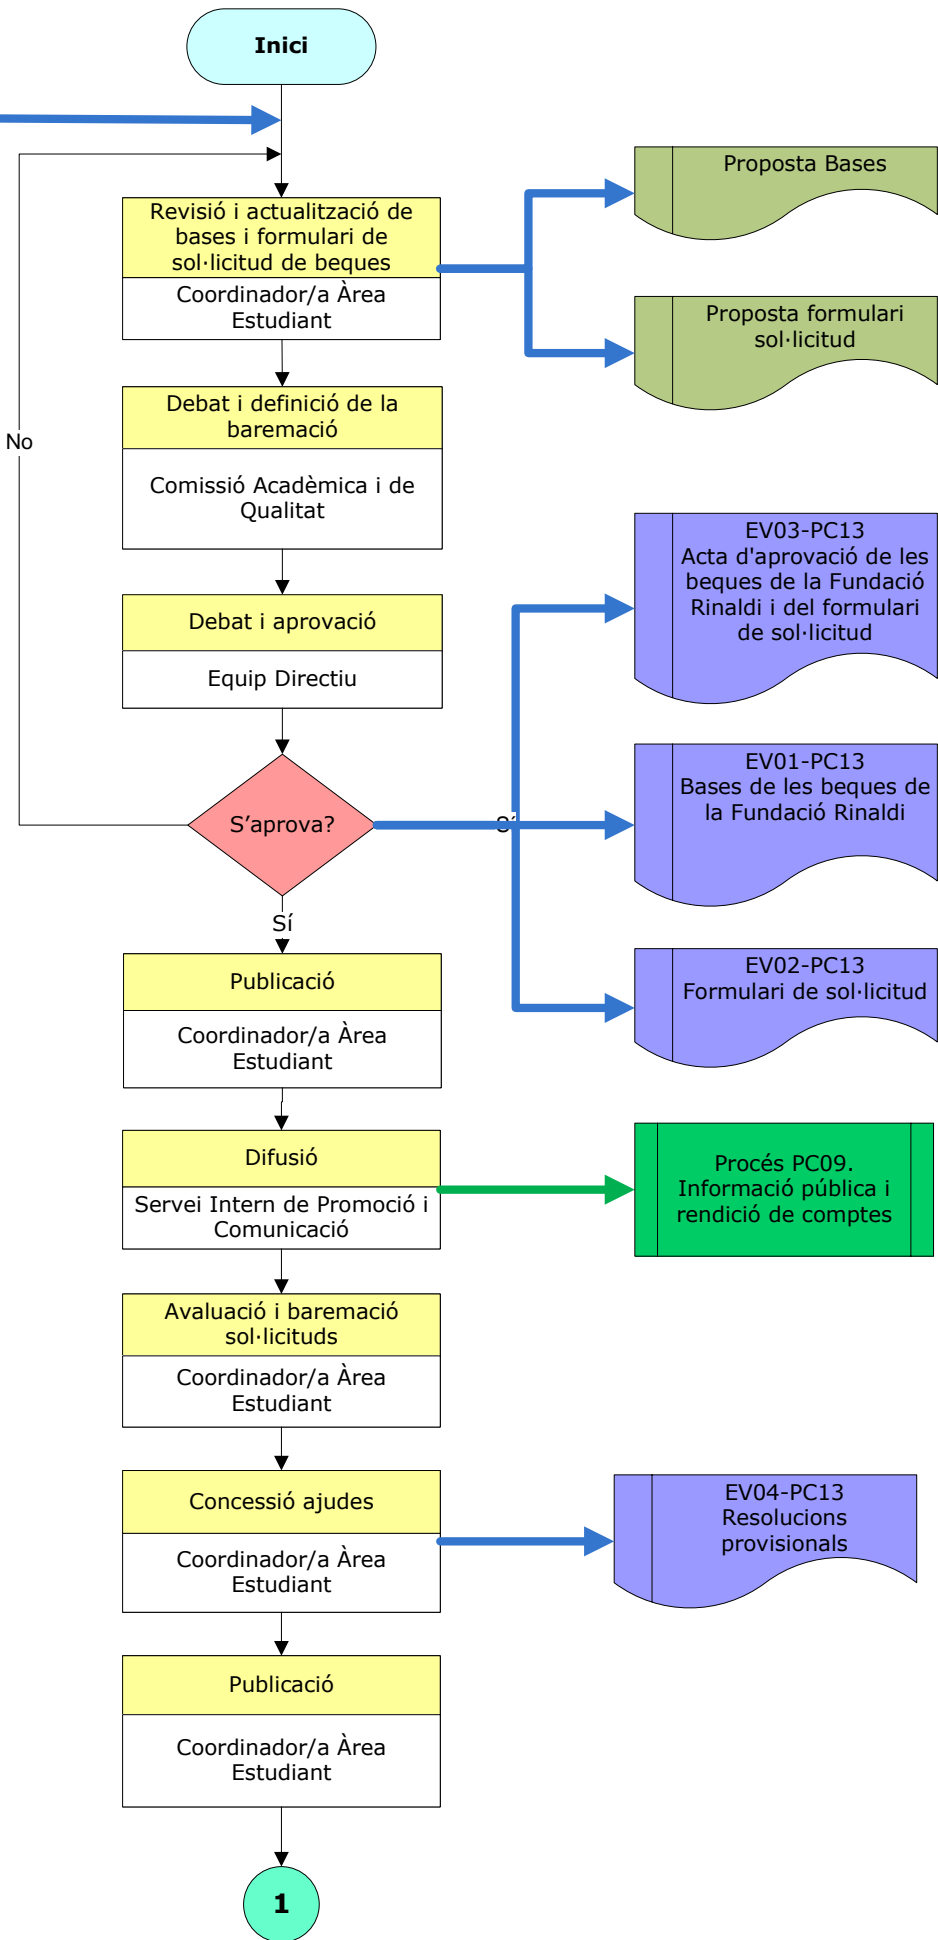 Inici
Proposta Bases
Revisió i actualització de
bases i formulari de
sol·licitud de beques
Coordinador/a Àrea
Estudiant
Proposta formulari
sol·licitud
Debat i definició de la
baremació
Comissió Acadèmica i de
Qualitat
No
EV03-PC13
Acta d'aprovació de les
beques de la Fundació
Rinaldi i del formulari
de sol·licitud
Debat i aprovació
Equip Directiu
S'aprova?
Sí
EV01-PC13
Bases de les beques de
la Fundació Rinaldi
Sí
Publicació
Coordinador/a Àrea
Estudiant
EV02-PC13
Formulari de sol·licitud
Difusió
Servei Intern de Promoció i
Comunicació
Procés PC09.
Informació pública i
rendició de comptes
Avaluació i baremació
sol·licituds
Coordinador/a Àrea
Estudiant
Concessió ajudes
Coordinador/a Àrea
Estudiant
EV04-PC13
Resolucions
provisionals
Publicació
Coordinador/a Àrea
Estudiant
1